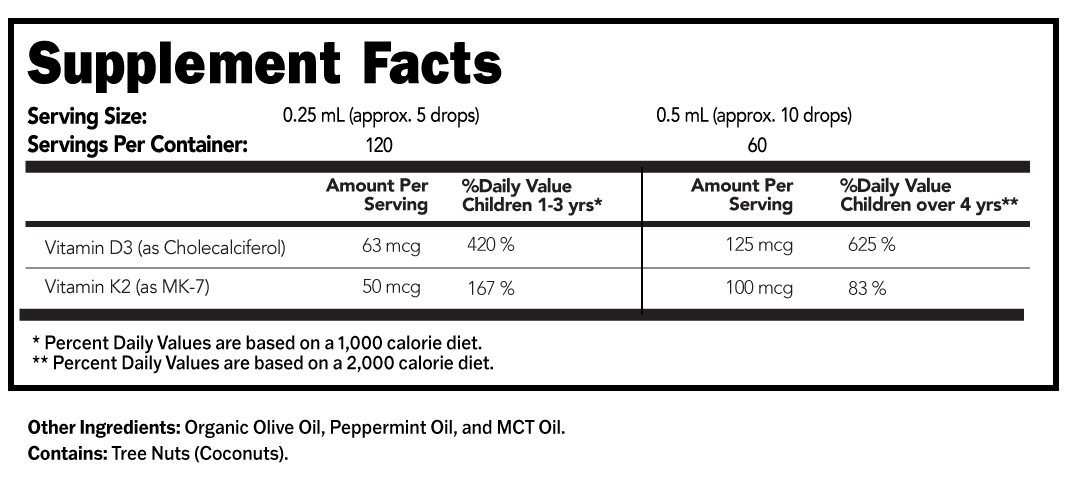 Supplement Facts
Serving Size: 0.25 mL (approx. 5 drops) 0.5 mL (approx. 10 drops)
Servings Per Container: 120 60
Amount Per Serving %Daily Value Children 1-3 yrs* Amount Per Serving %Daily Value Children over 4 yrs**
Vitamin D3 (as Cholecalciferol) 63 mcg 420 % 125 mcg 625 %
Vitamin K2 (as MK-7) 50 mcg 167 % 100 mcg 83 %
* Percent Daily Values are based on a 1,000 calorie diet.
** Percent Daily Values are based on a 2,000 calorie diet.
Other Ingredients: Organic Olive Oil, Peppermint Oil, and MCT Oil.
Contains: Tree Nuts (Coconuts).